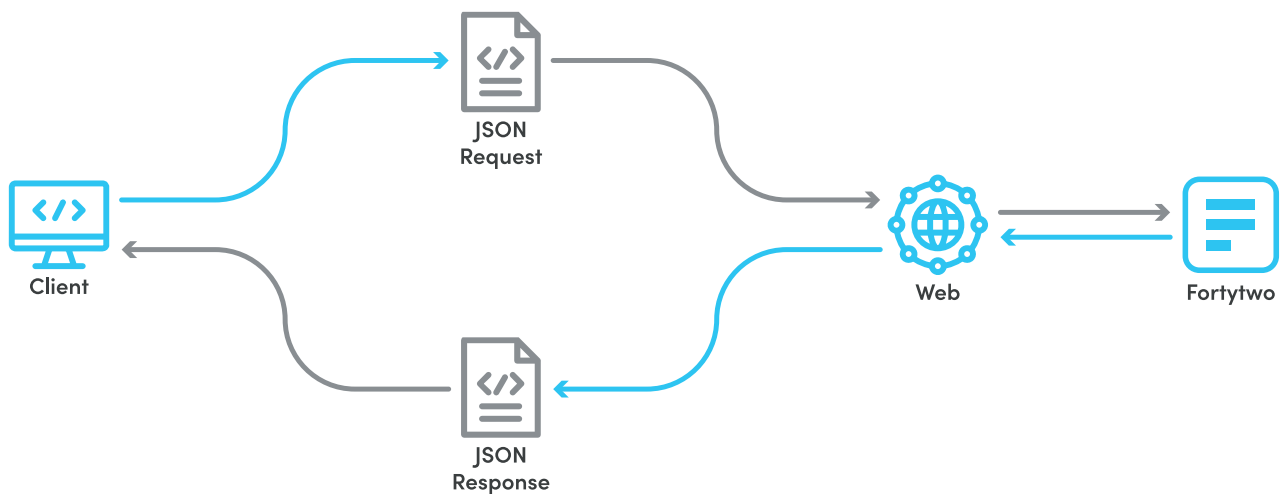 JSON
Request
Client
Web
Fortytwo
JSON
Response